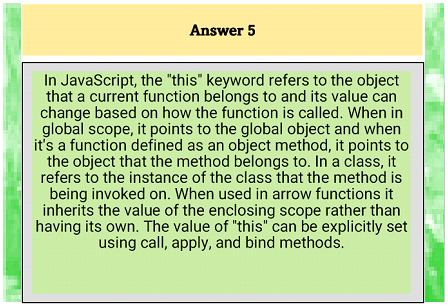 Answer 5
In JavaScript, the "this" keyword refers to the object
that a current function belongs to and its value can
change based on how the function is called. When in
global scope, it points to the global object and when
it's a function defined as an object method, it points to
the object that the method belongs to. In a class, it
refers to the instance of the class that the method is
being invoked on. When used in arrow functions it
inherits the value of the enclosing scope rather than
having its own. The value of "this" can be explicitly set
using call, apply, and bind methods.